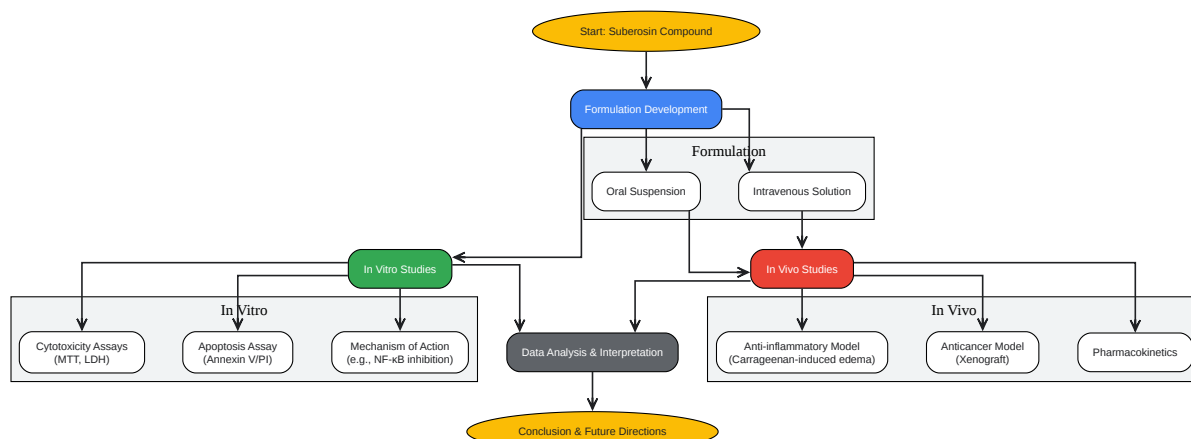 Start: Suberosin Compound
Formulation Development
Formulation
Oral Suspension
Intravenous Solution
In Vitro Studies
In Vivo Studies
In Vitro
In Vivo
Cytotoxicity Assays
(MTT, LDH)
Apoptosis Assay
(Annexin V/PI)
Mechanism of Action
(e.g., NF-κB inhibition)
Data Analysis & Interpretation
Anti-inflammatory Model
(Carrageenan-induced edema)
Anticancer Model
(Xenograft)
Pharmacokinetics
Conclusion & Future Directions